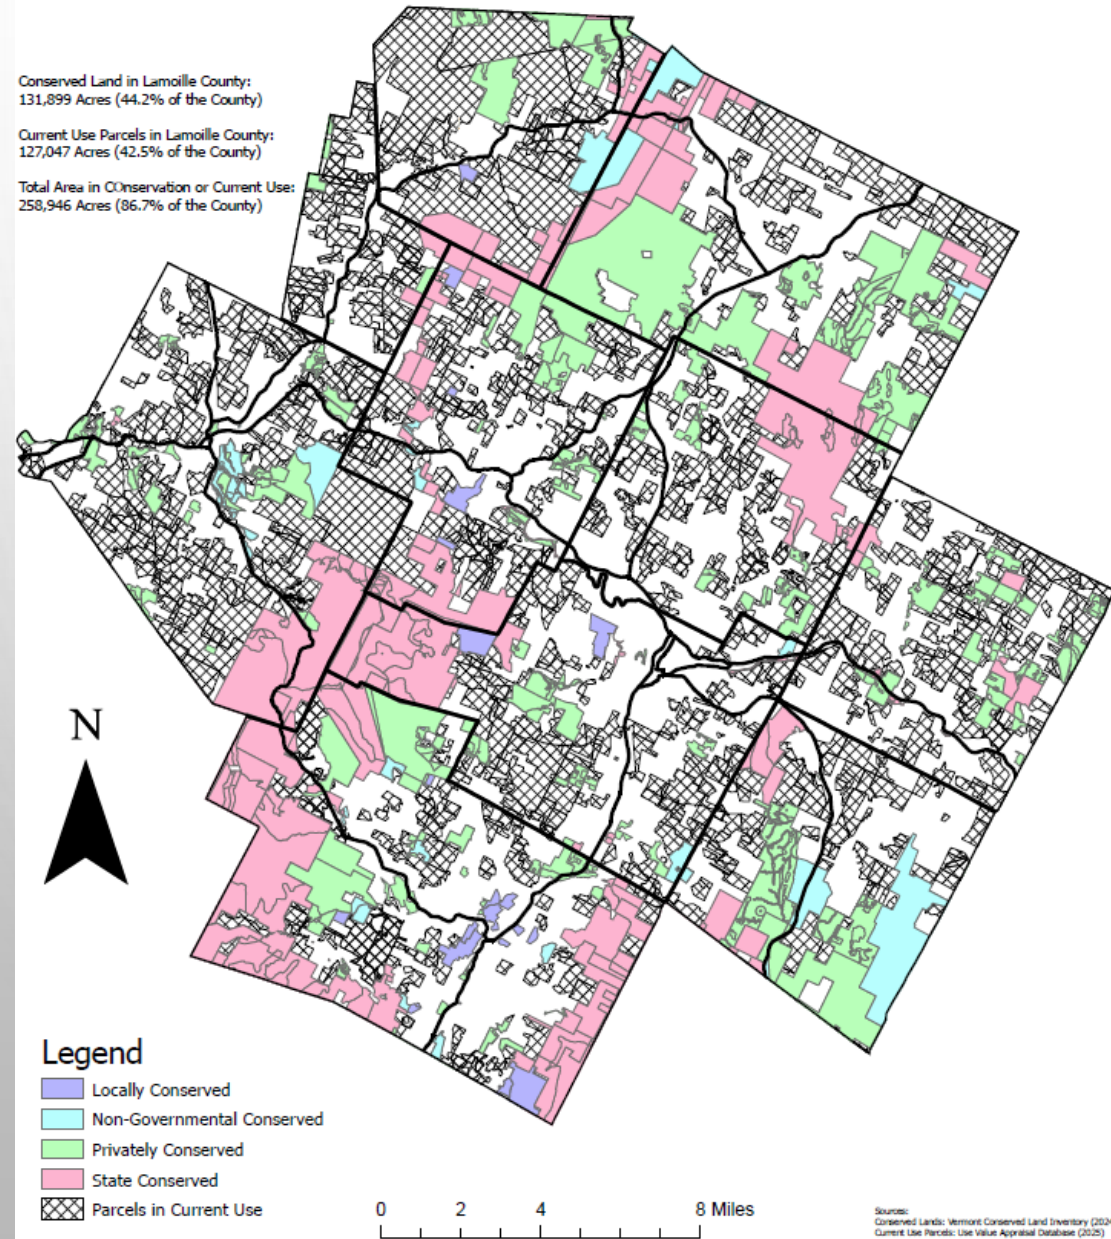 Conserved Land in Lamoille County:
131,899 Acres (44.2% of the County)
Current Use Parcels in Lamoille County:
127,047 Acres (42.5% of the County)
Total Area in Conservation or Current Use:
258,946 Acres (86.7% of the County)
N
Legend
Locally Conserved
Non-Governmental Conserved
Privately Conserved
State Conserved
Parcels in Current Use
0 2 4 8 Miles
Sources:
Conserved Lands: Vermont Conserved Land Inventory (2024
Current Use Parcels: Use Value Appraisal Database (2025)